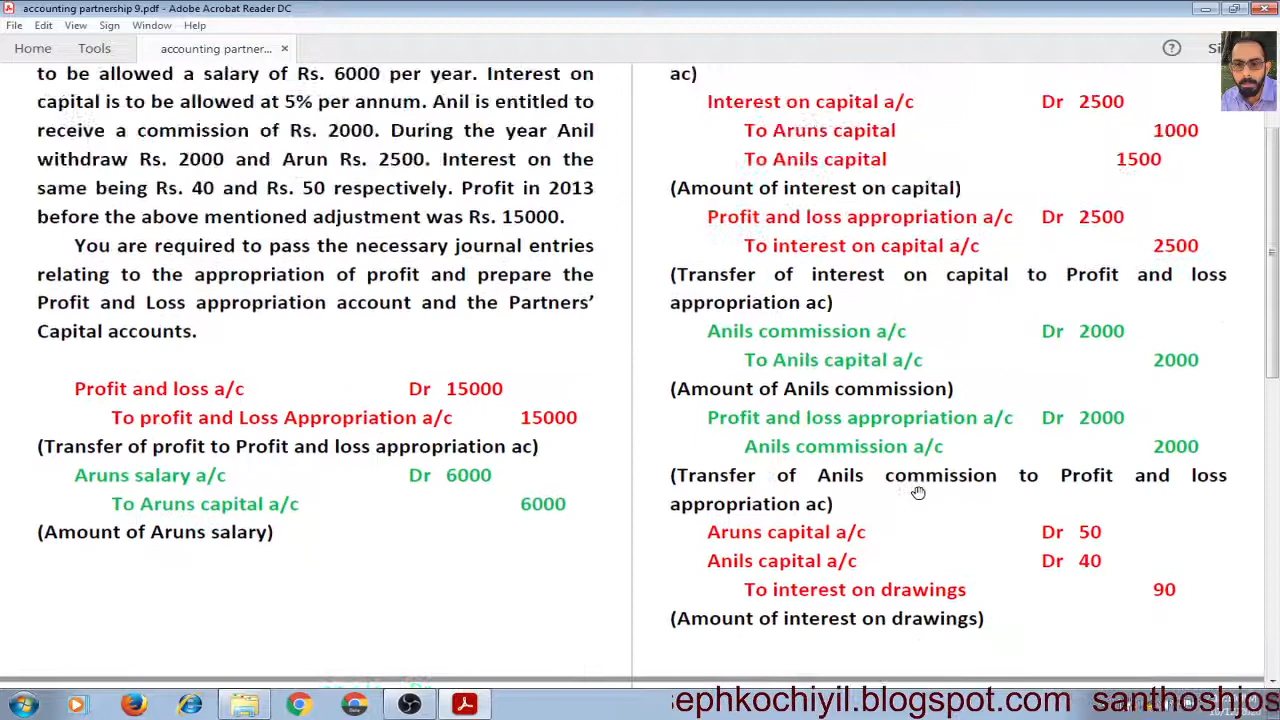 accounting partnership 9.pdf - Adobe Acrobat Reader DC
File Edit View Sign Window Help
Home Tools accounting partner... ×
to be allowed a salary of Rs. 6000 per year. Interest on
capital is to be allowed at 5% per annum. Anil is entitled to
receive a commission of Rs. 2000. During the year Anil
withdraw Rs. 2000 and Arun Rs. 2500. Interest on the
same being Rs. 40 and Rs. 50 respectively. Profit in 2013
before the above mentioned adjustment was Rs. 15000.
You are required to pass the necessary journal entries
relating to the appropriation of profit and prepare the
Profit and Loss appropriation account and the Partners’
Capital accounts.
Profit and loss a/c Dr 15000
To profit and Loss Appropriation a/c 15000
(Transfer of profit to Profit and loss appropriation ac)
Aruns salary a/c Dr 6000
To Aruns capital a/c 6000
(Amount of Aruns salary)
ac)
Interest on capital a/c Dr 2500
To Aruns capital 1000
To Anils capital 1500
(Amount of interest on capital)
Profit and loss appropriation a/c Dr 2500
To interest on capital a/c 2500
(Transfer of interest on capital to Profit and loss
appropriation ac)
Anils commission a/c Dr 2000
To Anils capital a/c 2000
(Amount of Anils commission)
Profit and loss appropriation a/c Dr 2000
Anils commission a/c 2000
(Transfer of Anils commission to Profit and loss
appropriation ac)
Aruns capital a/c Dr 50
Anils capital a/c Dr 40
To interest on drawings 90
(Amount of interest on drawings)
ephkochiyil.blogspot.com santhoshjos